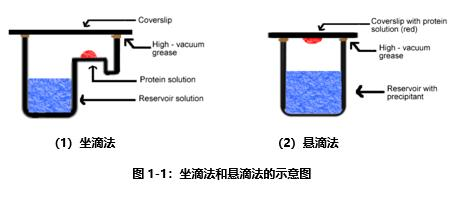 Coverslip
High - vacuum
grease
Protein solution
Reservoir solution
(1) 坐滴法
Coverslip with protein
solution (red)
High - vacuum
grease
Reservoir with
precipitant
(2) 悬滴法
图 1-1：坐滴法和悬滴法的示意图